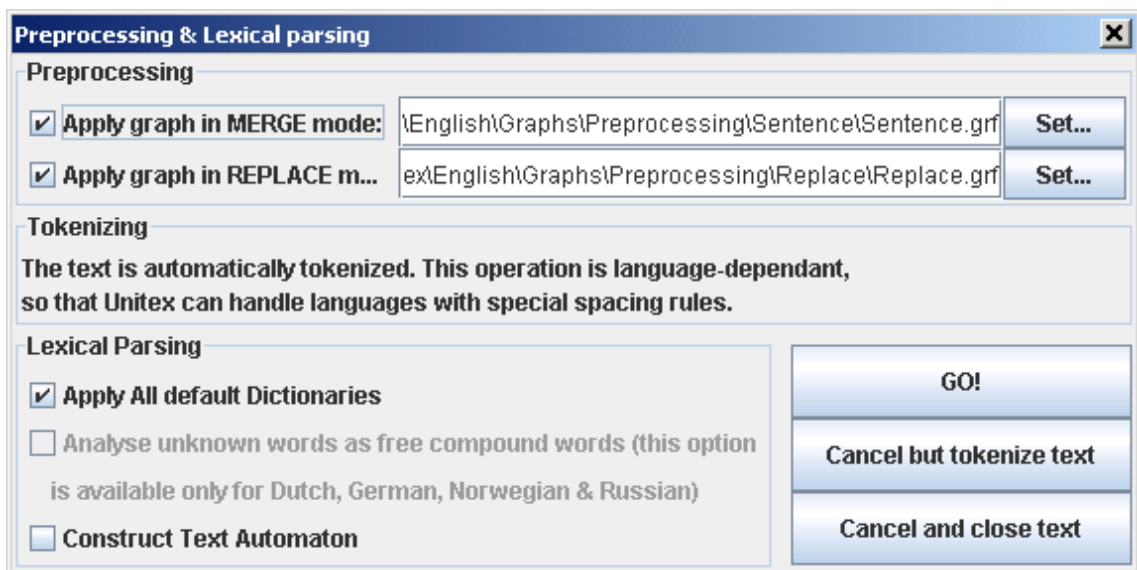 Preprocessing & Lexical parsing
Preprocessing
Apply graph in MERGE mode: \English\Graphs\Preprocessing\Sentence\Sentence.grf Set...
Apply graph in REPLACE m... ex\English\Graphs\Preprocessing\Replace\Replace.grf Set...
Tokenizing
The text is automatically tokenized. This operation is language-dependant,
so that Unitex can handle languages with special spacing rules.
Lexical Parsing
Apply All default Dictionaries
Analyse unknown words as free compound words (this option
is available only for Dutch, German, Norwegian & Russian)
Construct Text Automaton
GO!
Cancel but tokenize text
Cancel and close text